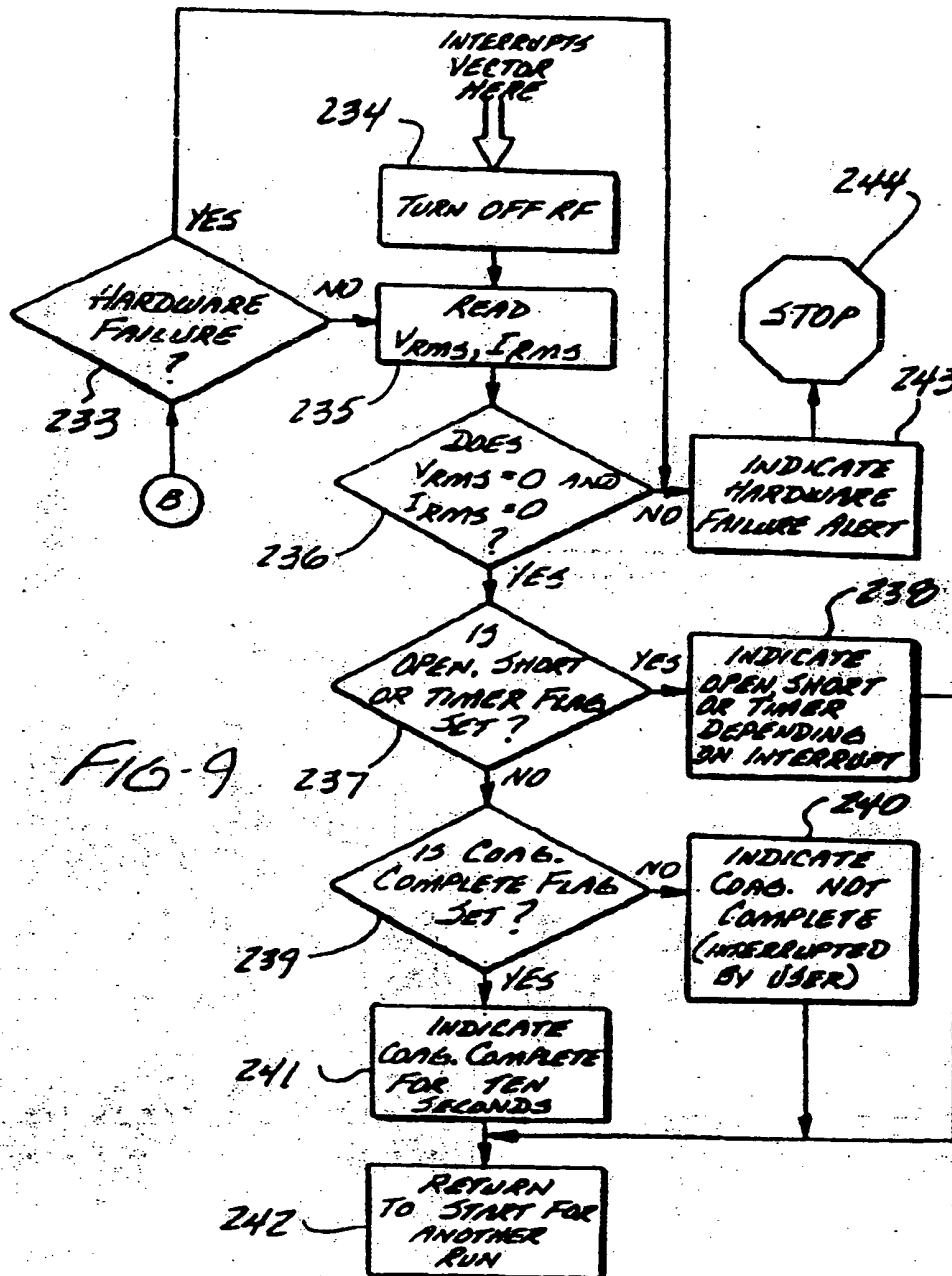 INTERRUPTS
VECTOR
HERE
234
TURN OFF RF
244
STOP
YES
HARDWARE
FAILURE
?
NO
233
READ
VRMS, IRMS
235
243
INDICATE
HARDWARE
FAILURE ALERT
B
DOES
VRMS=0 AND
IRMS=0
?
NO
236
YES
238
IS
OPEN, SHORT
OR TIMER FLAG
SET?
YES
INDICATE
OPEN, SHORT
OR TIMER
DEPENDING
ON INTERRUPT
FIG-9
237
NO
240
IS COAG.
COMPLETE FLAG
SET?
NO
INDICATE
COAG. NOT
COMPLETE
(INTERRUPTED
BY USER)
239
YES
INDICATE
COAG. COMPLETE
FOR TEN
SECONDS
241
RETURN
TO START FOR
ANOTHER
RUN
242